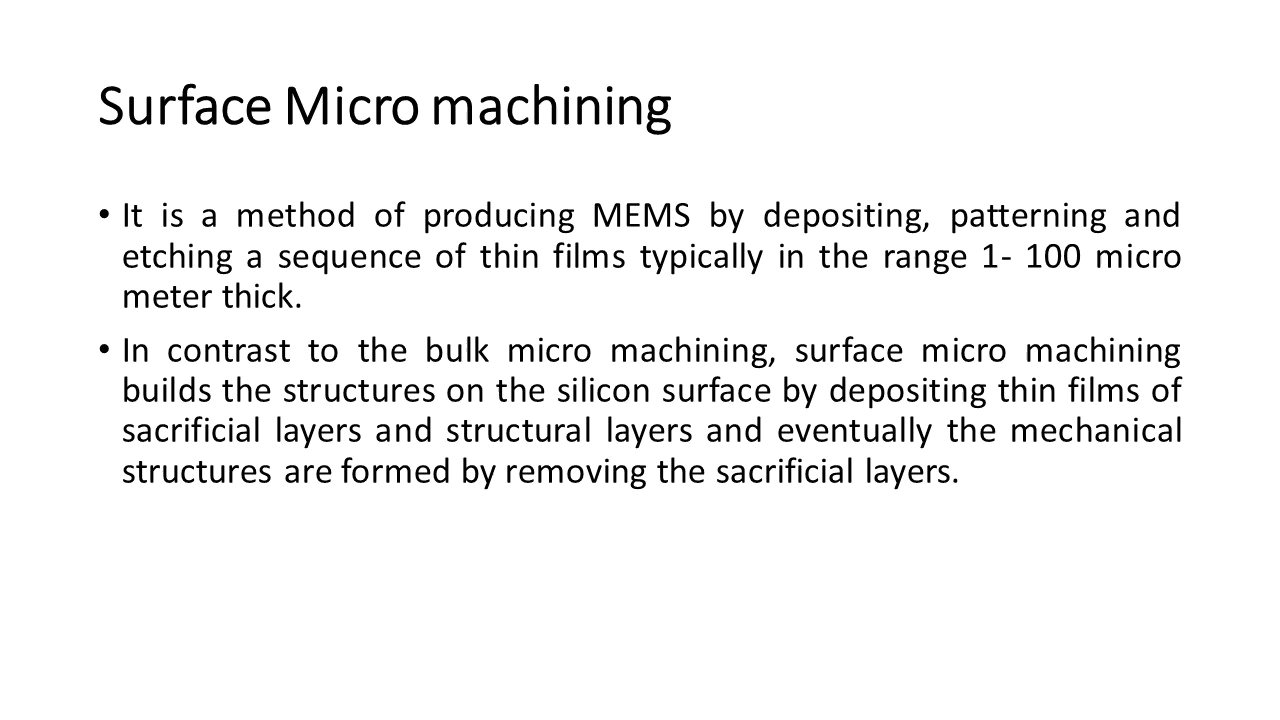 Surface Micro machining
• It is a method of producing MEMS by depositing, patterning and
etching a sequence of thin films typically in the range 1- 100 micro
meter thick.
• In contrast to the bulk micro machining, surface micro machining
builds the structures on the silicon surface by depositing thin films of
sacrificial layers and structural layers and eventually the mechanical
structures are formed by removing the sacrificial layers.